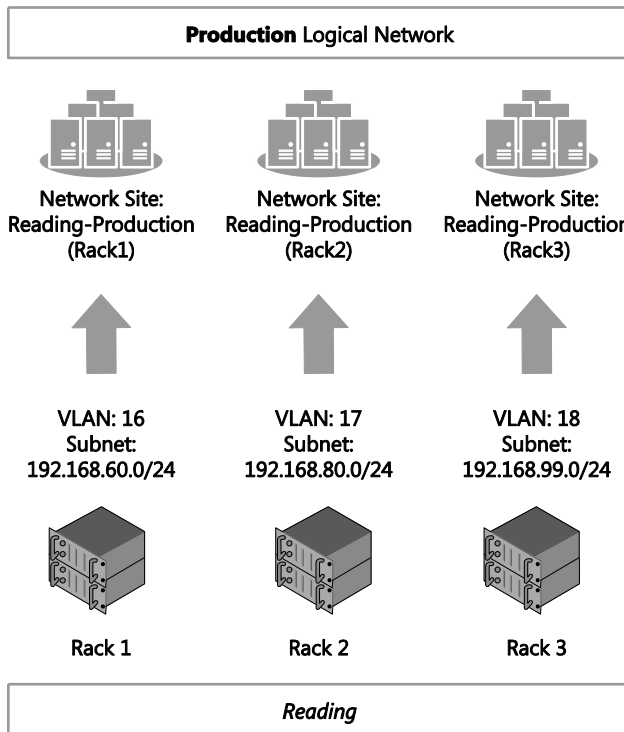 Production Logical Network
Network Site:
Reading-Production
(Rack1)
Network Site:
Reading-Production
(Rack2)
Network Site:
Reading-Production
(Rack3)
VLAN: 16
Subnet:
192.168.60.0/24
VLAN: 17
Subnet:
192.168.80.0/24
VLAN: 18
Subnet:
192.168.99.0/24
Rack 1
Rack 2
Rack 3
Reading